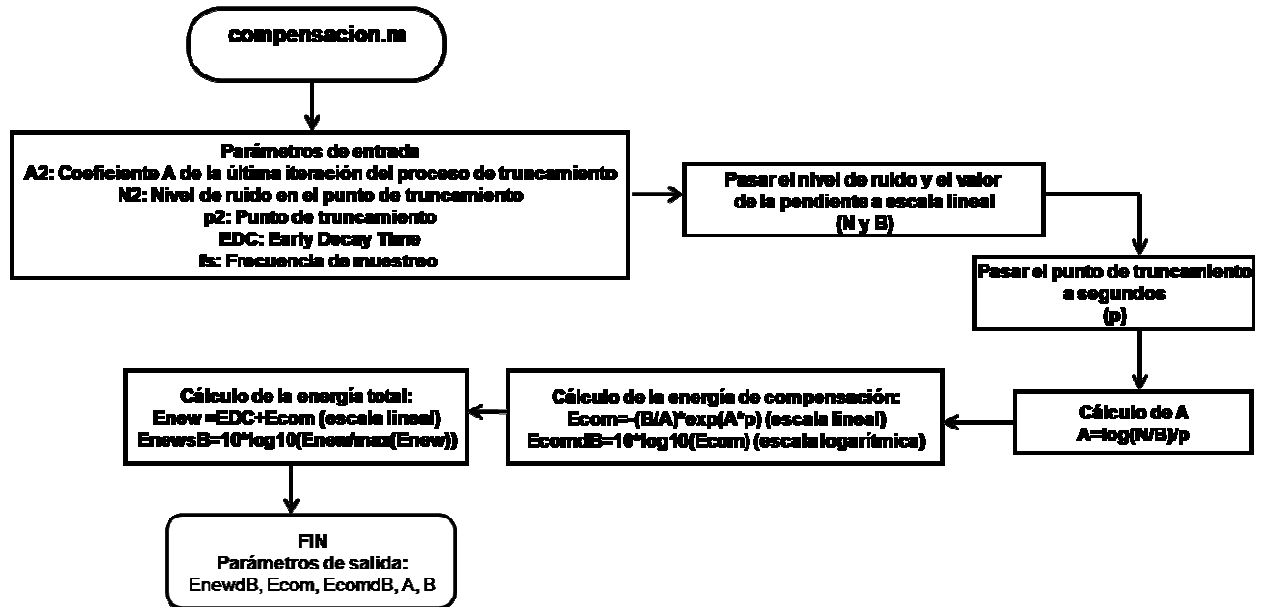 compensacion.m
Parámetros de entrada
A2: Coeficiente A de la última iteración del proceso de truncamiento
N2: Nivel de ruido en el punto de truncamiento
p2: Punto de truncamiento
EDC: Early Decay Time
fs: Frecuencia de muestreo
Pasar el nivel de ruido y el valor
de la pendiente a escala lineal
(N y B)
Pasar el punto de truncamiento
a segundos
(p)
Cálculo de A
A=log(N/B)/p
Cálculo de la energía de compensación:
Ecom=-(B/A)*exp(A*p) (escala lineal)
EcomdB=10*log10(Ecom) (escala logarítmica)
Cálculo de la energía total:
Enew =EDC+Ecom (escala lineal)
EnewsB=10*log10(Enew/max(Enew))
FIN
Parámetros de salida:
EnewdB, Ecom, EcomdB, A, B